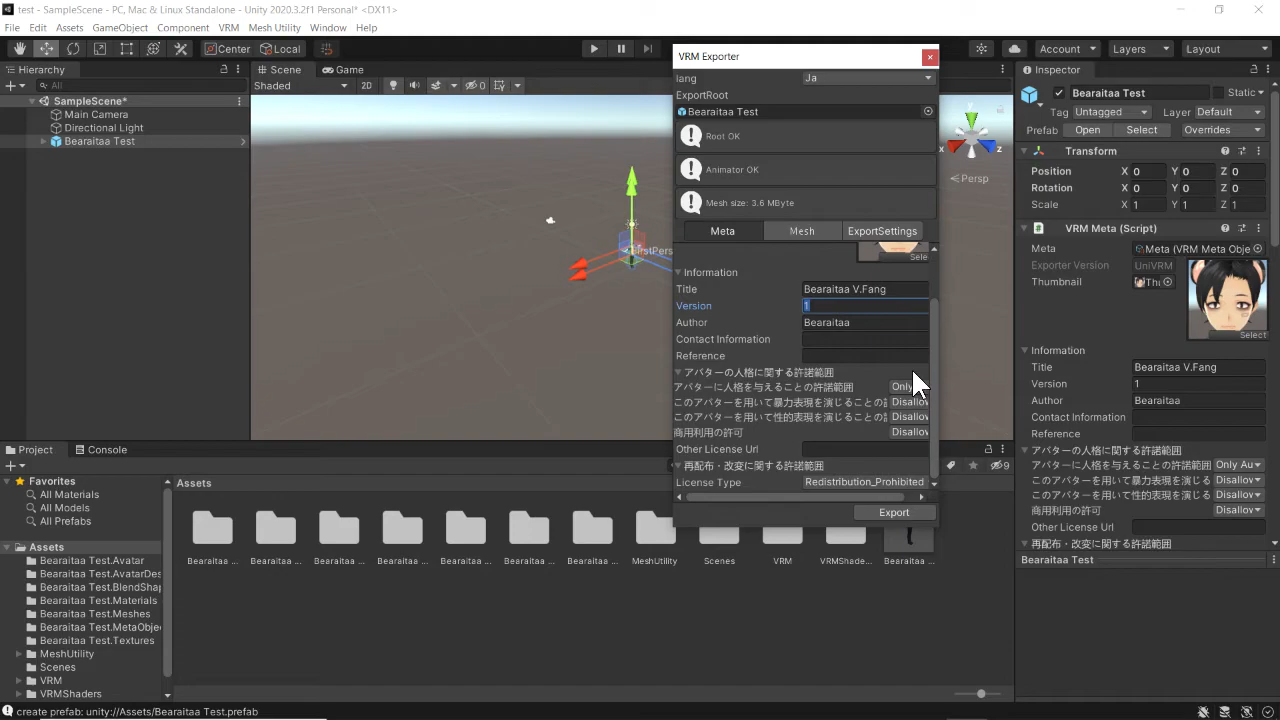 test - SampleScene - PC, Mac & Linux Standalone - Unity 2020.3.2f1 Personal* <DX11>
File Edit Assets GameObject Component VRM Mesh Utility Window Help
Center Local Account Layers Layout
Hierarchy
All
SampleScene*
Main Camera
Directional Light
Bearaitaa Test
Scene Game
Shaded 2D 0
Persp
x z
VRM Exporter
lang Ja
ExportRoot
Bearaitaa Test
Root OK
Animator OK
Mesh size: 3.6 MByte
Meta Mesh ExportSettings
Selec
Information
Title Bearaitaa V.Fang
Version 1
Author Bearaitaa
Contact Information
Reference
アバターの人格に関する許諾範囲
アバターに人格を与えることの許諾範囲 Only
このアバターを用いて暴力表現を演じることの Disallow
このアバターを用いて性的表現を演じることの Disallow
商用利用の許可 Disallow
Other License Url
再配布・改変に関する許諾範囲
License Type Redistribution_Prohibited
Export
Inspector
Bearaitaa Test Static
Tag Untagged Layer Default
Prefab Open Select Overrides
Transform
Position X 0 Y 0 Z 0
Rotation X 0 Y 0 Z 0
Scale X 1 Y 1 Z 1
VRM Meta (Script)
Meta Meta (VRM Meta Obje
Exporter Version UniVRM
Thumbnail Thu
Select
Information
Title Bearaitaa V.Fang
Version 1
Author Bearaitaa
Contact Information
Reference
アバターの人格に関する許諾範囲
アバターに人格を与えることの許諾範囲 Only Au
このアバターを用いて暴力表現を演じる Disallow
このアバターを用いて性的表現を演じる Disallow
商用利用の許可 Disallow
Other License Url
再配布・改変に関する許諾範囲
Bearaitaa Test
Project Console
9
Favorites
All Materials
All Models
All Prefabs
Assets
Bearaitaa Test.Avatar
Bearaitaa Test.AvatarDes
Bearaitaa Test.BlendShap
Bearaitaa Test.Materials
Bearaitaa Test.Meshes
Bearaitaa Test.MetaObjec
Bearaitaa Test.Textures
MeshUtility
Scenes
VRM
VRMShaders
Assets
Bearaitaa ... Bearaitaa ... Bearaitaa ... Bearaitaa ... Bearaitaa ... Bearaitaa ... Bearaitaa ... MeshUtility Scenes VRM VRMShade... Bearaitaa ...
create prefab: unity://Assets/Bearaitaa Test.prefab